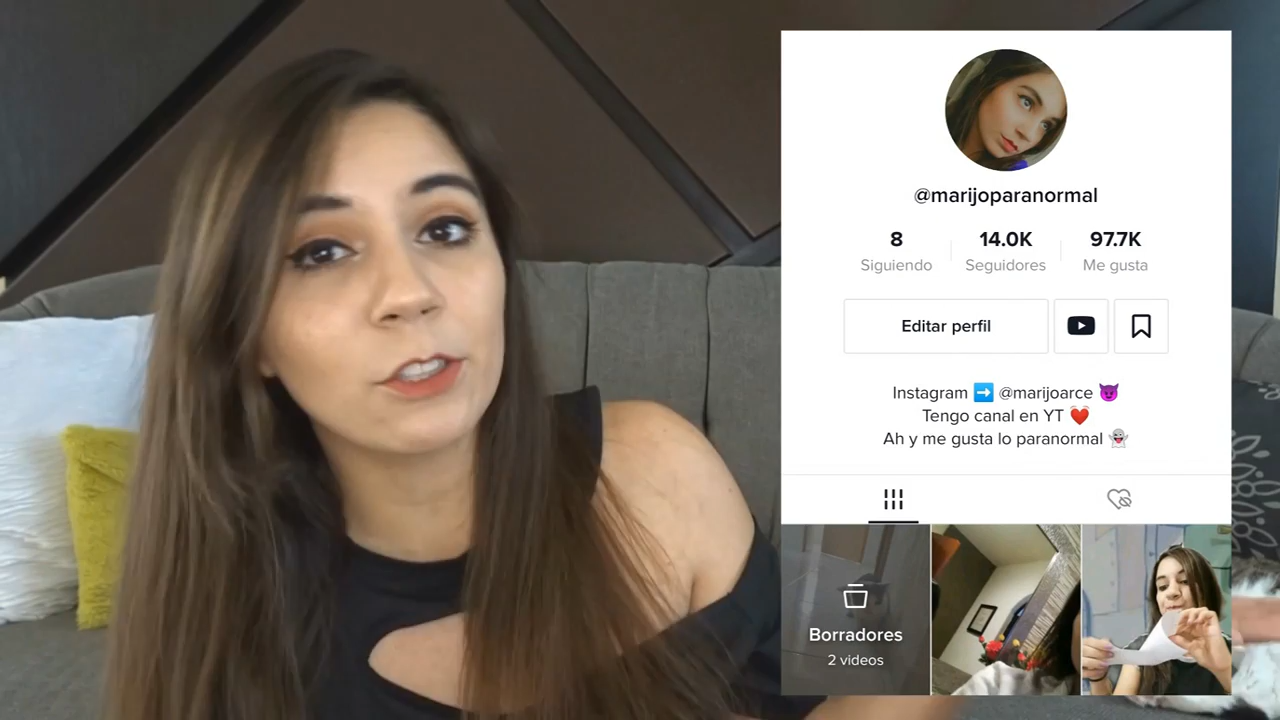 @marijoparanormal
8 14.0K 97.7K
Siguiendo Seguidores Me gusta
Editar perfil
Instagram ➡️ @marijoarce 😈
Tengo canal en YT ❤️
Ah y me gusta lo paranormal 👻
Borradores
2 videos